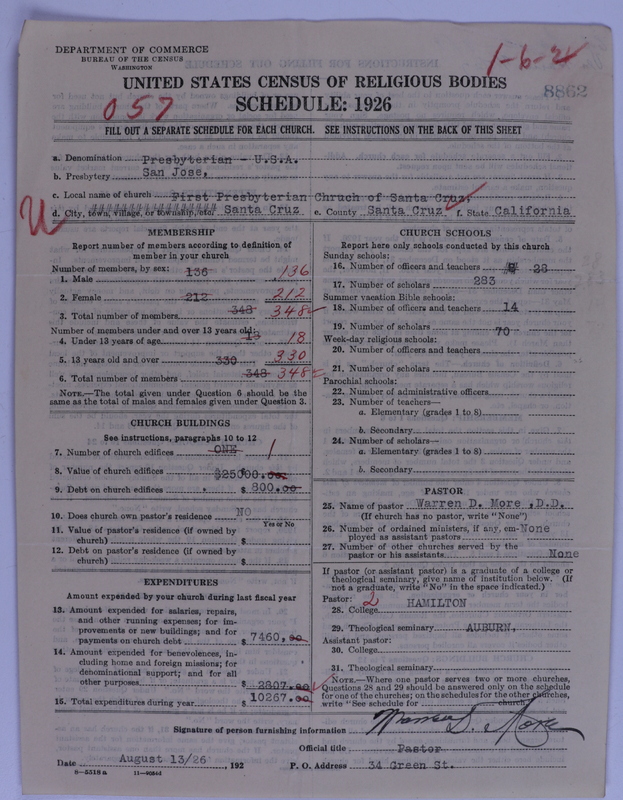 DEPARTMENT OF COMMERCE
BUREAU OF THE CENSUS
WASHINGTON
1-6-2
UNITED STATES CENSUS OF RELIGIOUS BODIES
8862
SCHEDULE: 1926
057
FILL OUT A SEPARATE SCHEDULE FOR EACH CHURCH. SEE INSTRUCTIONS ON THE BACK OF THIS SHEET
a. Denomination Presbyterian - U.S.A.
b. Presbytery San Jose,
c. Local name of church First Presbyterian Chruch of Santa Cruz,
d. City, town, village, or township, etc. Santa Cruz e. County Santa Cruz f. State California
MEMBERSHIP
Report number of members according to definition of
member in your church
Number of members, by sex:
1. Male 136 136
2. Female 212 212
3. Total number of members 348 348
Number of members under and over 13 years old:
4. Under 13 years of age 18 18
5. 13 years old and over 330 330
6. Total number of members 348 348
NOTE.—The total given under Question 6 should be the
same as the total of males and females given under Question 3.
CHURCH BUILDINGS
See instructions, paragraphs 10 to 12
7. Number of church edifices ONE 1
8. Value of church edifices $25000.00
9. Debt on church edifices $ 800.00
10. Does church own pastor's residence NO
Yes or No
11. Value of pastor's residence (if owned by
church) $
12. Debt on pastor's residence (if owned by
church) $
EXPENDITURES
Amount expended by your church during last fiscal year
13. Amount expended for salaries, repairs,
and other running expenses; for im-
provements or new buildings; and for
payments on church debt $ 7460,00
14. Amount expended for benevolences, in-
cluding home and foreign missions; for
denominational support; and for all
other purposes $ 2807.00
15. Total expenditures during year $ 10267.00
CHURCH SCHOOLS
Report here only schools conducted by this church
Sunday schools:
16. Number of officers and teachers 28
17. Number of scholars 283
Summer vacation Bible schools:
18. Number of officers and teachers 14
19. Number of scholars 70
Week-day religious schools:
20. Number of officers and teachers
21. Number of scholars
Parochial schools:
22. Number of administrative officers
23. Number of teachers—
a. Elementary (grades 1 to 8)
b. Secondary
24. Number of scholars—
a. Elementary (grades 1 to 8)
b. Secondary
PASTOR
25. Name of pastor Warren D. More ,D.D.
(If church has no pastor, write "None")
26. Number of ordained ministers, if any, em-
ployed as assistant pastors None
27. Number of other churches served by the
pastor or his assistants None
If pastor (or assistant pastor) is a graduate of a college or
theological seminary, give name of institution below. (If
not a graduate, write "No" in the space indicated.)
Pastor: 2
28. College HAMILTON
29. Theological seminary AUBURN,
Assistant pastor:
30. College
31. Theological seminary
NOTE.—Where one pastor serves two or more churches,
Questions 28 and 29 should be answered only on the schedule
for one of the churches; on the schedules for the other churches,
write "See schedule for church."
Signature of person furnishing information Warren D. More
Official title Pastor
Date August 13/26 , 192 P. O. Address 34 Green St.
8—5518 a